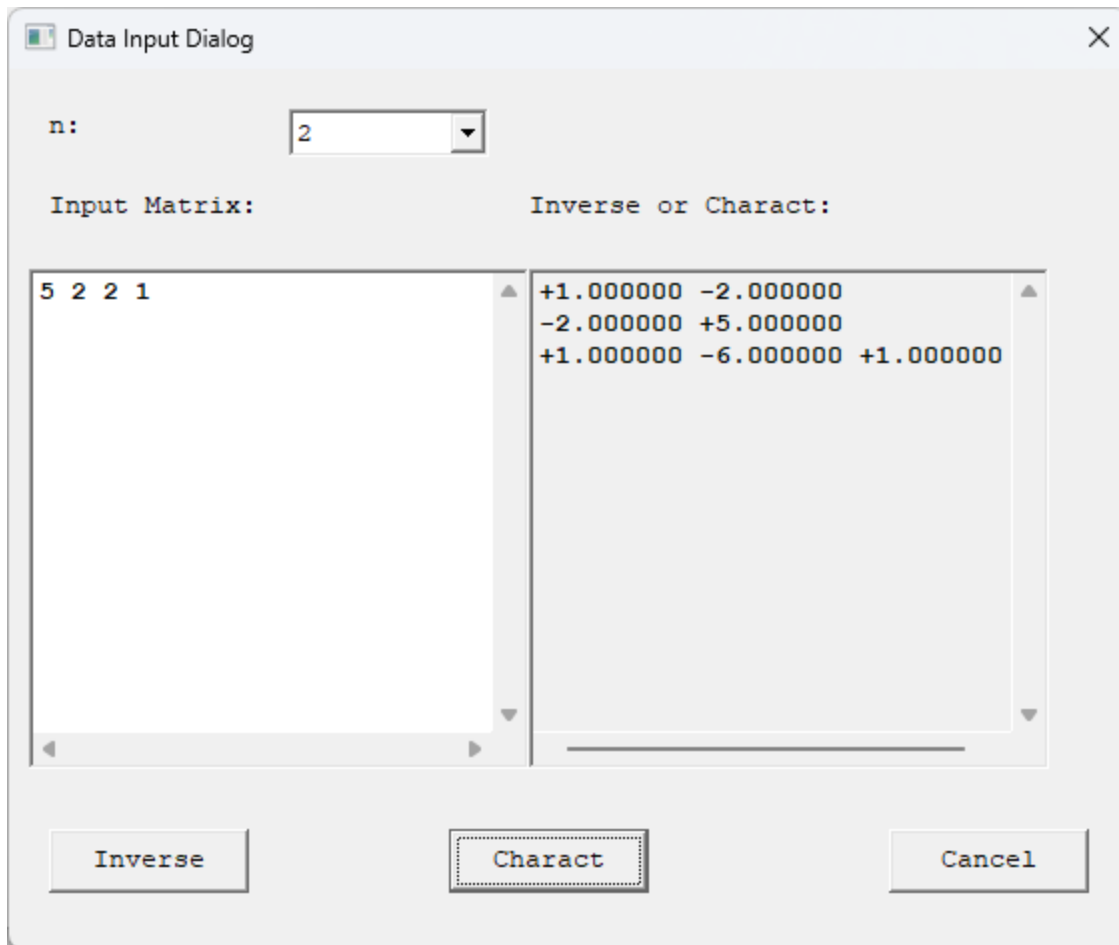 Data Input Dialog
n:
2
Input Matrix:
Inverse or Charact:
5 2 2 1
+1.000000 -2.000000
-2.000000 +5.000000
+1.000000 -6.000000 +1.000000
Inverse
Charact
Cancel